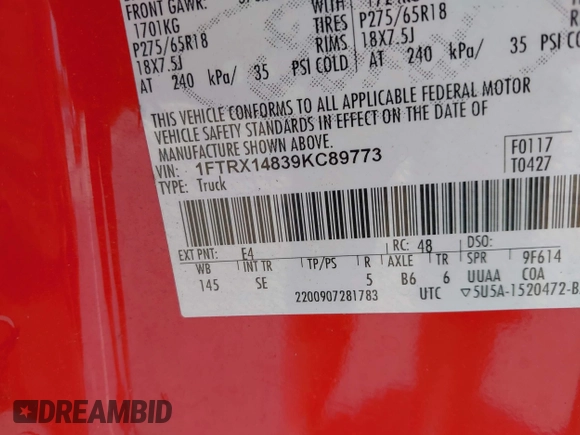 FRONT GAWR:
1701KG
P275/65R18
18X7.5J
AT 240 kPa/ 35 PSI COLD
WITH
TIRES P275/65R18
RIMS 18X7.5J
AT 240 kPa/ 35 PSI COLD
THIS VEHICLE CONFORMS TO ALL APPLICABLE FEDERAL MOTOR
VEHICLE SAFETY STANDARDS IN EFFECT ON THE DATE OF
MANUFACTURE SHOWN ABOVE.
VIN: 1FTRX14839KC89773
TYPE: Truck
F0117
T0427
EXT PNT: E4 RC: 48 DSO:
WB INT TR TP/PS R AXLE TR SPR 9F614
145 SE 5 B6 6 UUAA COA
2200907281783 UTC ▽5U5A-1520472-B
DREAMBID